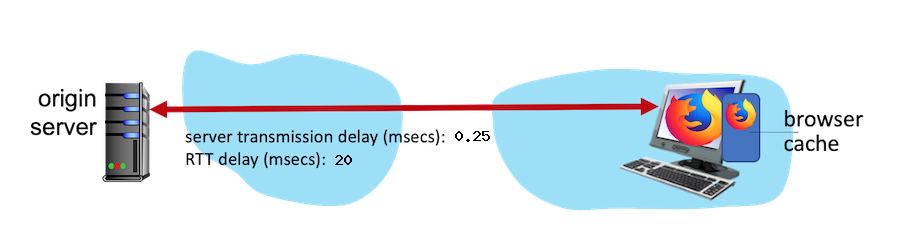 origin
server
server transmission delay (msecs): 0.25
RTT delay (msecs): 20
browser
cache